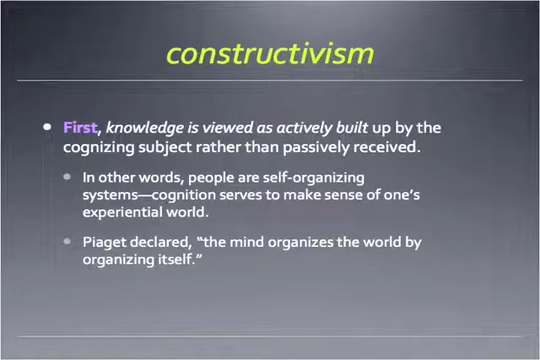 constructivism
First, knowledge is viewed as actively built up by the
cognizing subject rather than passively received.
In other words, people are self-organizing
systems—cognition serves to make sense of one's
experiential world.
Piaget declared, “the mind organizes the world by
organizing itself.”